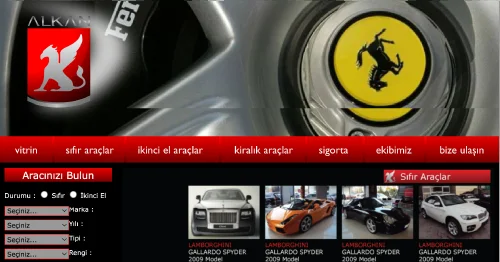 ALKAN
Ferr
vitrin sıfır araçlar ikinci el araçlar kiralık araçlar sigorta ekibimiz bize ulaşın
Aracınızı Bulun
Sıfır Araçlar
Durumu : Sıfır İkinci El
Seçiniz... Marka :
Seçiniz Yılı :
Seçiniz Tipi :
Seçiniz... Rengi :
LAMBORGHINI
GALLARDO SPYDER
2009 Model
LAMBORGHINI
GALLARDO SPYDER
2009 Model
LAMBORGHINI
GALLARDO SPYDER
2009 Model
LAMBORGHINI
GALLARDO SPYDER
2009 Model